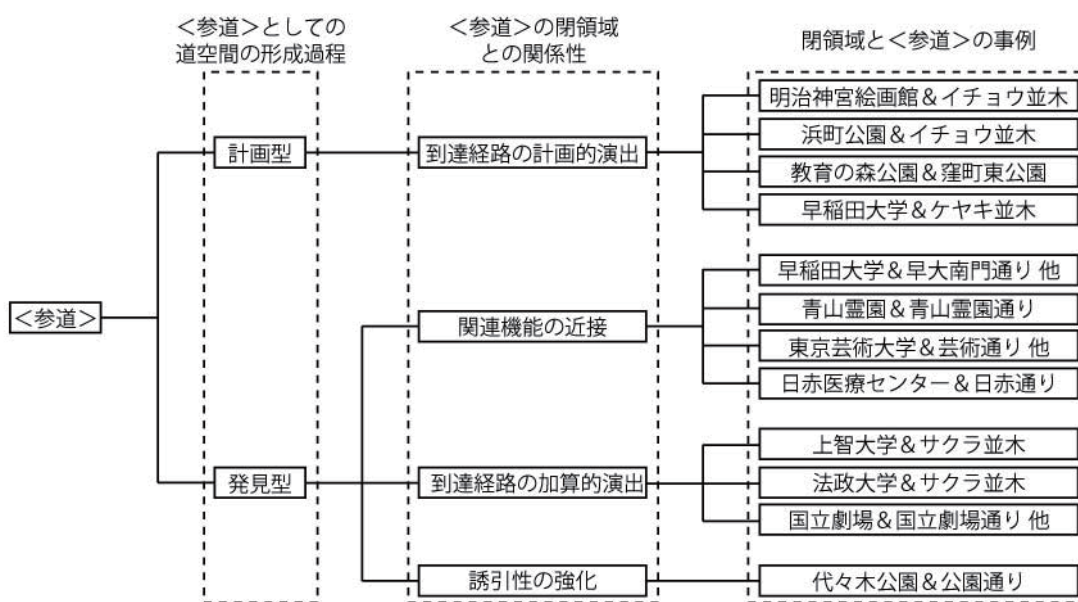 ＜参道＞としての
道空間の形成過程
＜参道＞の閉領域
との関係性
閉領域と＜参道＞の事例
＜参道＞
計画型
到達経路の計画的演出
明治神宮絵画館＆イチョウ並木
浜町公園＆イチョウ並木
教育の森公園＆窪町東公園
早稲田大学＆ケヤキ並木
発見型
関連機能の近接
早稲田大学＆早大南門通り 他
青山霊園＆青山霊園通り
東京芸術大学＆芸術通り 他
日赤医療センター＆日赤通り
到達経路の加算的演出
上智大学＆サクラ並木
法政大学＆サクラ並木
国立劇場＆国立劇場通り 他
誘引性の強化
代々木公園＆公園通り